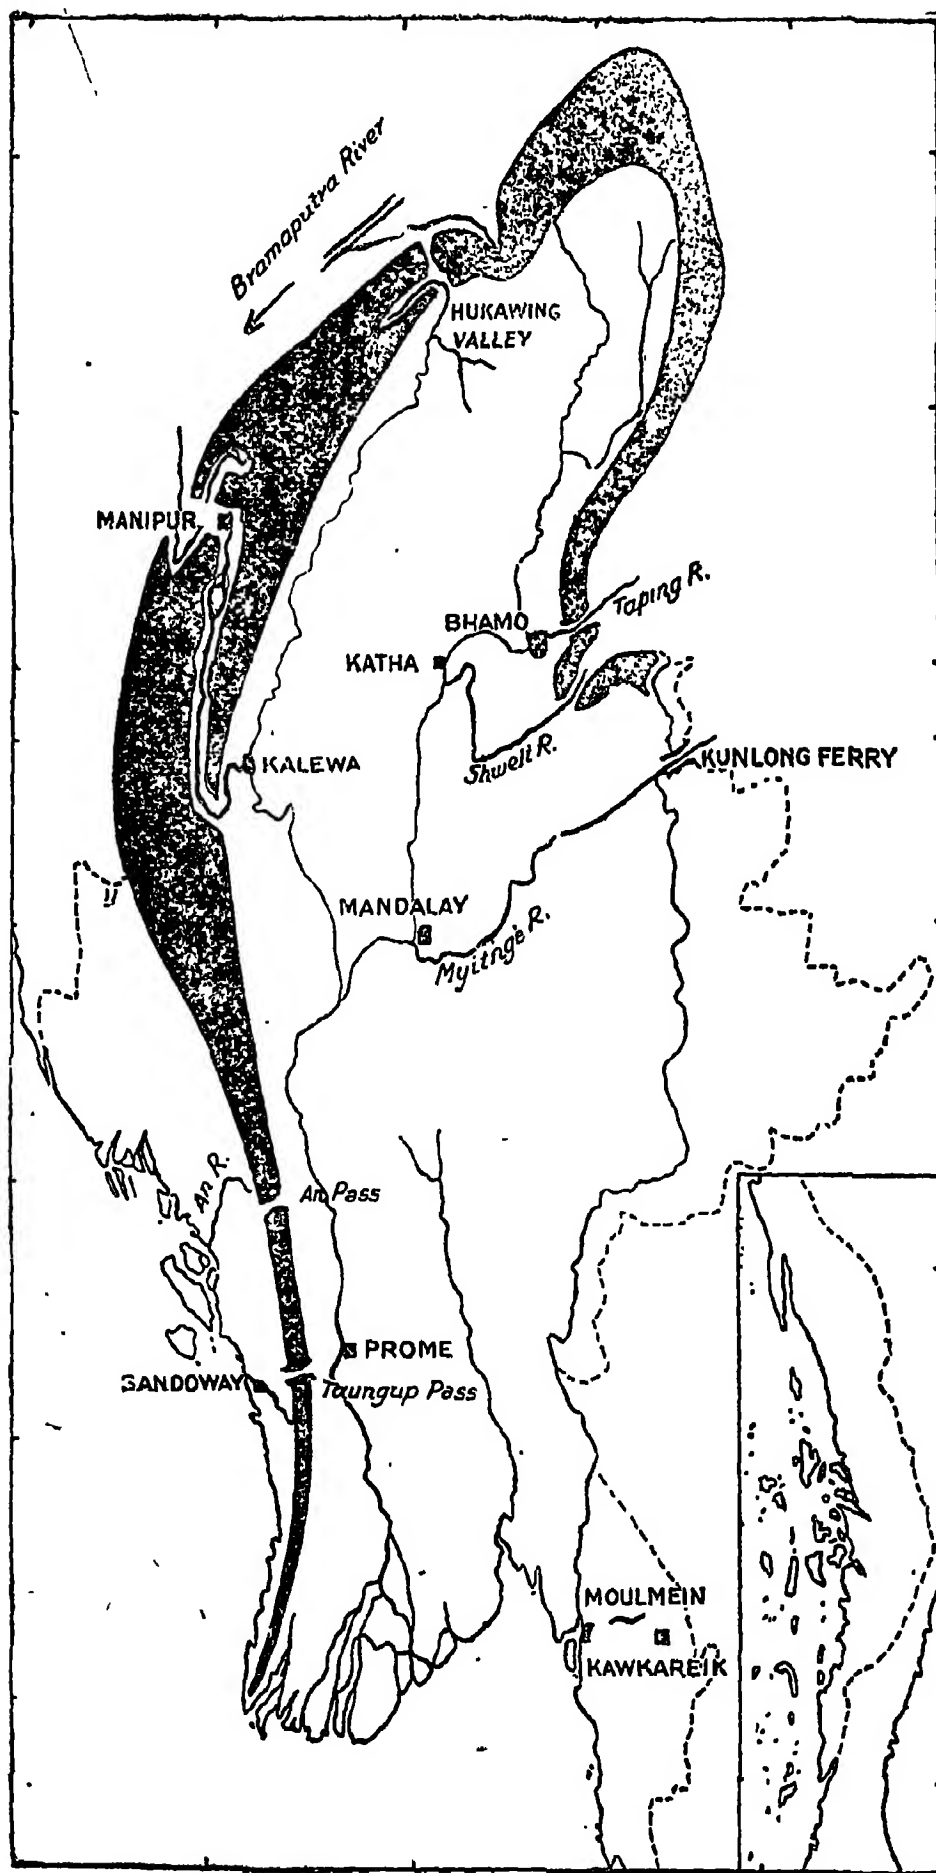 Bramaputra River
HUKAWING
VALLEY
MANIPUR
BHAMO
Taping R.
KATHA
Shweli R.
KUNLONG FERRY
KALEWA
MANDALAY
Myitngè R.
An R.
An Pass
PROME
SANDOWAY
Taungup Pass
MOULMEIN
KAWKAREIK